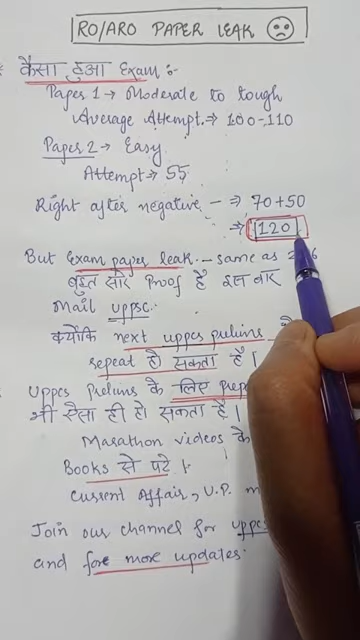 RO/ARO PAPER LEAK
कैसा हुआ Exam :-
Paper 1 → Moderate to tough
Average Attempt. → 100-110
Paper 2 → Easy
Attempt → 55
Right after negative - ⇒ 70+50
⇒ 120
But Exam paper leak - same as
बहुत सारे Proof हैं इस बार
Mail UPPSC.
क्योंकि next uppcs prelims
repeat हो सकता है।
UPPCS Prelims के लिए prep
भी ऐसा ही हो सकता है।
Marathon videos के
Books से पढ़े।
Current Affair, U.P.
Join our channel for uppcs
and fore more updates.